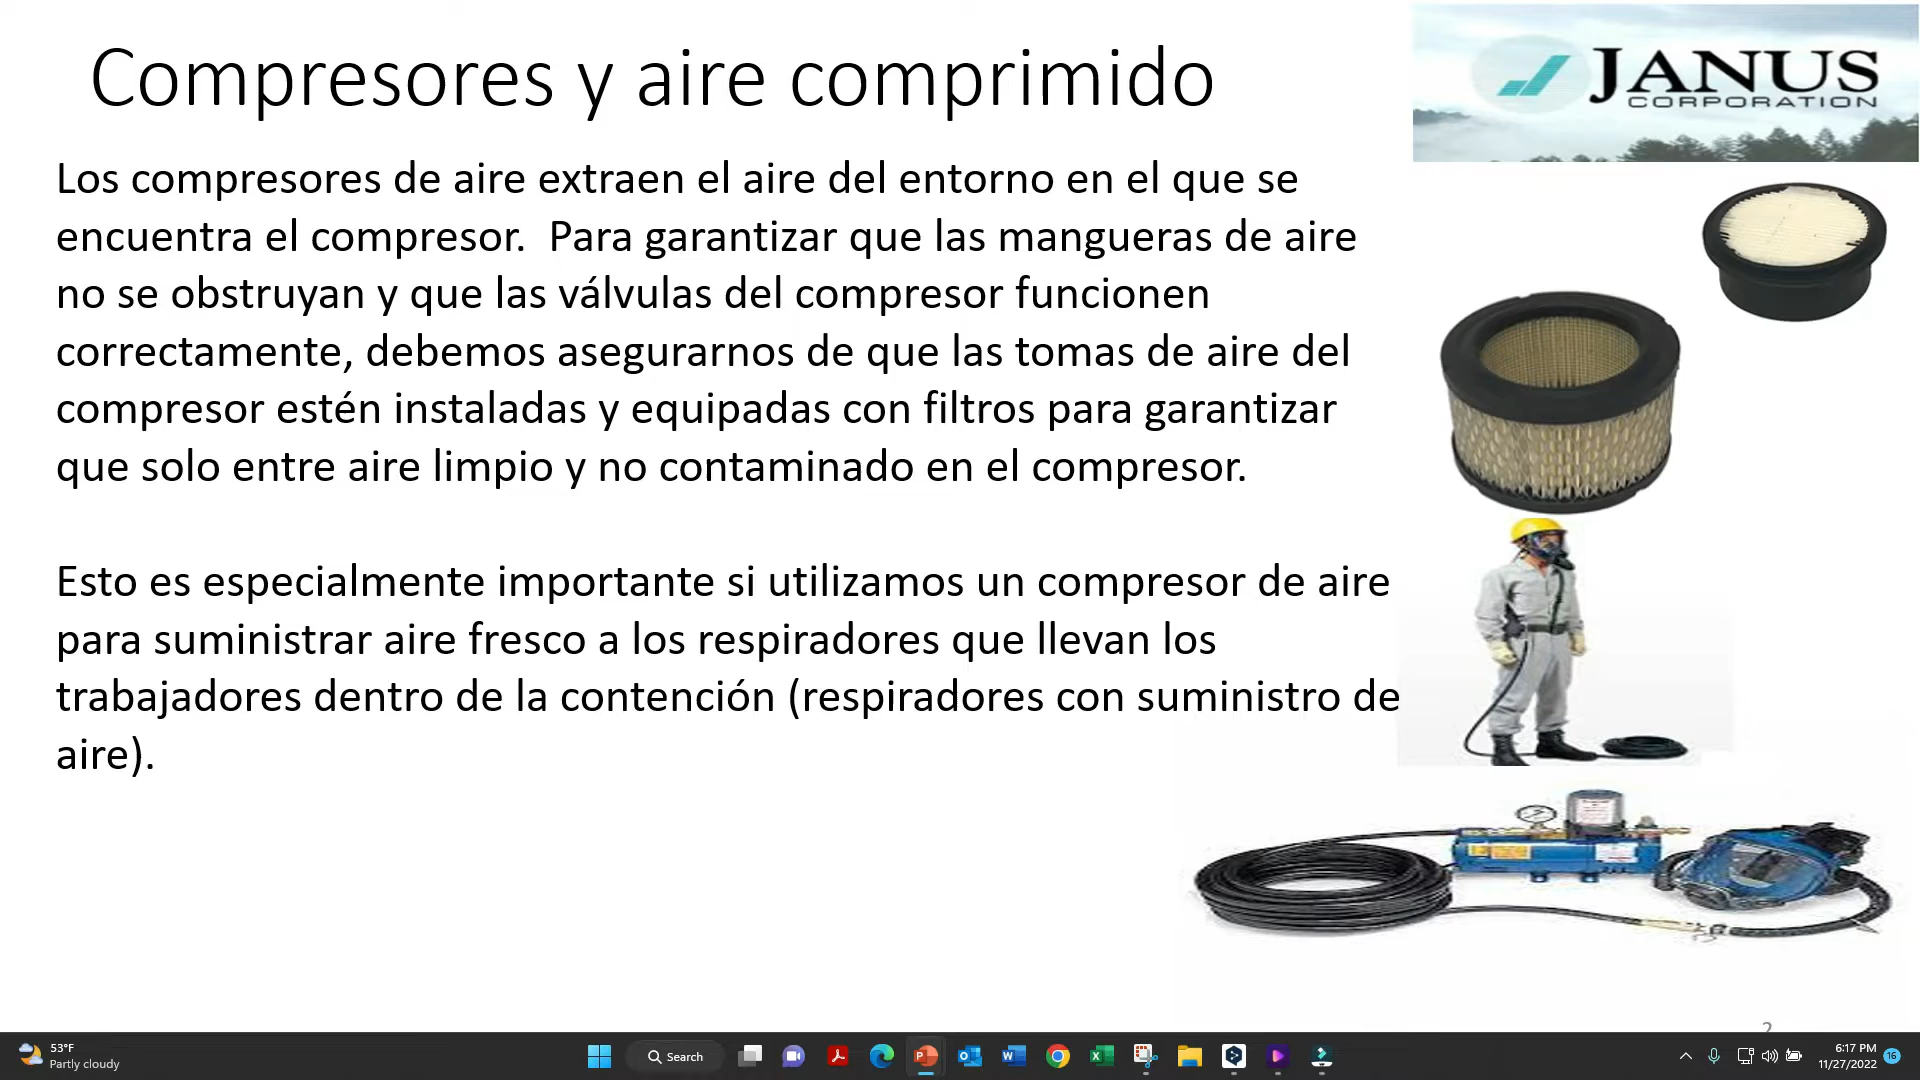 Compresores y aire comprimido
JANUS
CORPORATION
Los compresores de aire extraen el aire del entorno en el que se
encuentra el compresor.  Para garantizar que las mangueras de aire
no se obstruyan y que las válvulas del compresor funcionen
correctamente, debemos asegurarnos de que las tomas de aire del
compresor estén instaladas y equipadas con filtros para garantizar
que solo entre aire limpio y no contaminado en el compresor.
Esto es especialmente importante si utilizamos un compresor de aire
para suministrar aire fresco a los respiradores que llevan los
trabajadores dentro de la contención (respiradores con suministro de
aire).
2
53°F
Partly cloudy
Search
6:17 PM
11/27/2022
16